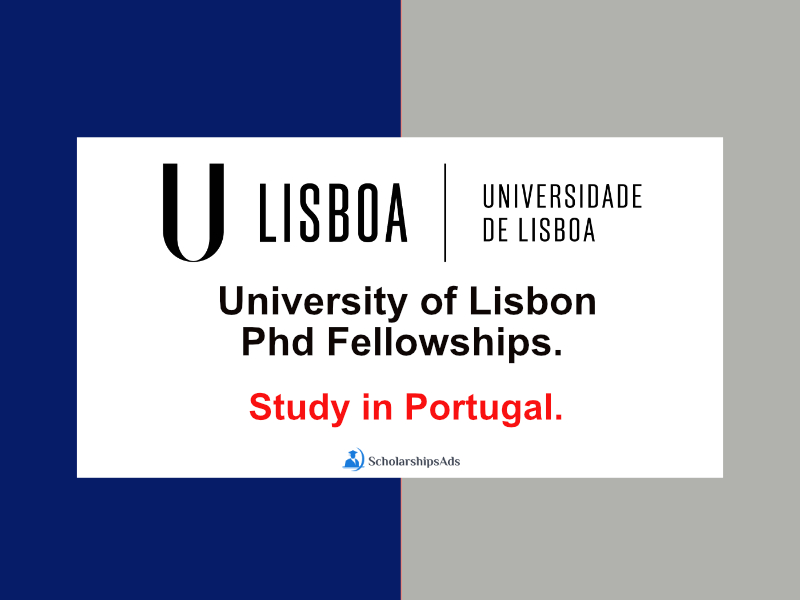 U LISBOA
UNIVERSIDADE
DE LISBOA
University of Lisbon
Phd Fellowships.
Study in Portugal.
ScholarshipsAds